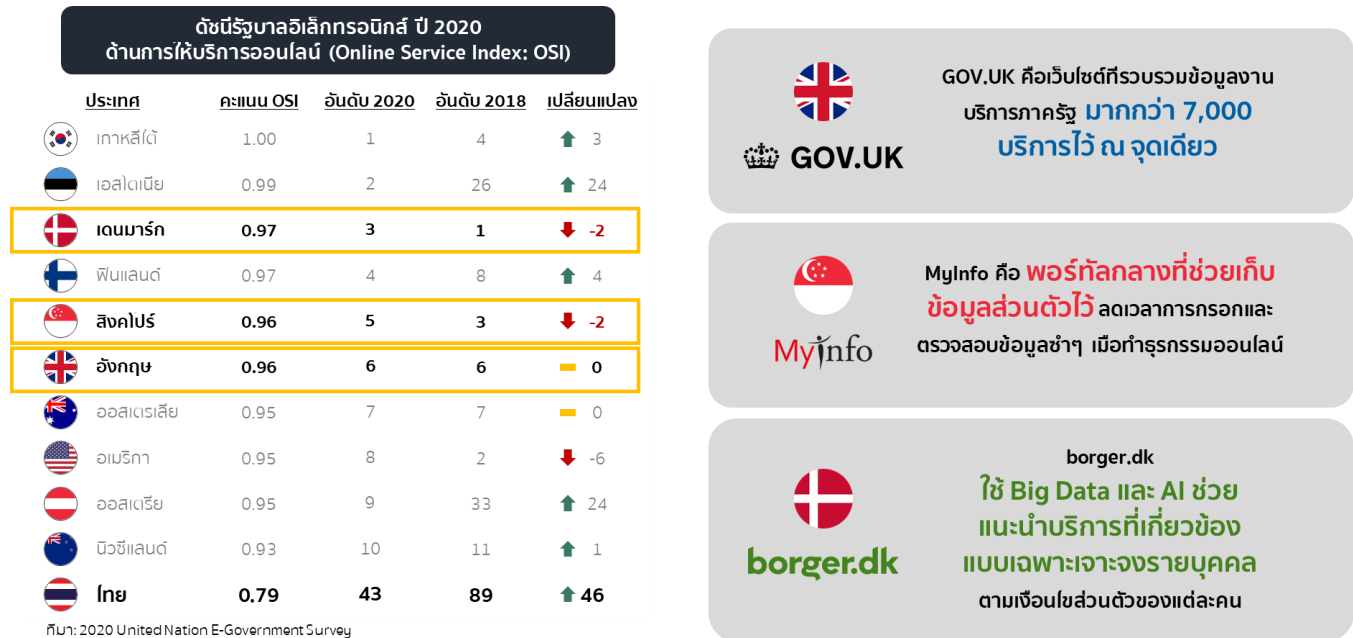 ดัชนีรัฐบาลอิเล็กทรอนิกส์ ปี 2020
ด้านการให้บริการออนไลน์ (Online Service Index: OSI)
ประเทศ คะแนน OSI อันดับ 2020 อันดับ 2018 เปลี่ยนแปลง
เกาหลีใต้ 1.00 1 4 3
เอสโตเนีย 0.99 2 26 24
เดนมาร์ก 0.97 3 1 -2
ฟินแลนด์ 0.97 4 8 4
สิงคโปร์ 0.96 5 3 -2
อังกฤษ 0.96 6 6 0
ออสเตรเลีย 0.95 7 7 0
อเมริกา 0.95 8 2 -6
ออสเตรีย 0.95 9 33 24
นิวซีแลนด์ 0.93 10 11 1
ไทย 0.79 43 89 46
ที่มา: 2020 United Nation E-Government Survey
GOV.UK
GOV.UK คือเว็บไซต์ที่รวบรวมข้อมูลงาน
บริการภาครัฐ มากกว่า 7,000
บริการไว้ ณ จุดเดียว
MyInfo
MyInfo คือ พอร์ทัลกลางที่ช่วยเก็บ
ข้อมูลส่วนตัวไว้ ลดเวลาการกรอกและ
ตรวจสอบข้อมูลซ้ำๆ เมื่อทำธุรกรรมออนไลน์
borger.dk
borger.dk
ใช้ Big Data และ AI ช่วย
แนะนำบริการที่เกี่ยวข้อง
แบบเฉพาะเจาะจงรายบุคคล
ตามเงื่อนไขส่วนตัวของแต่ละคน